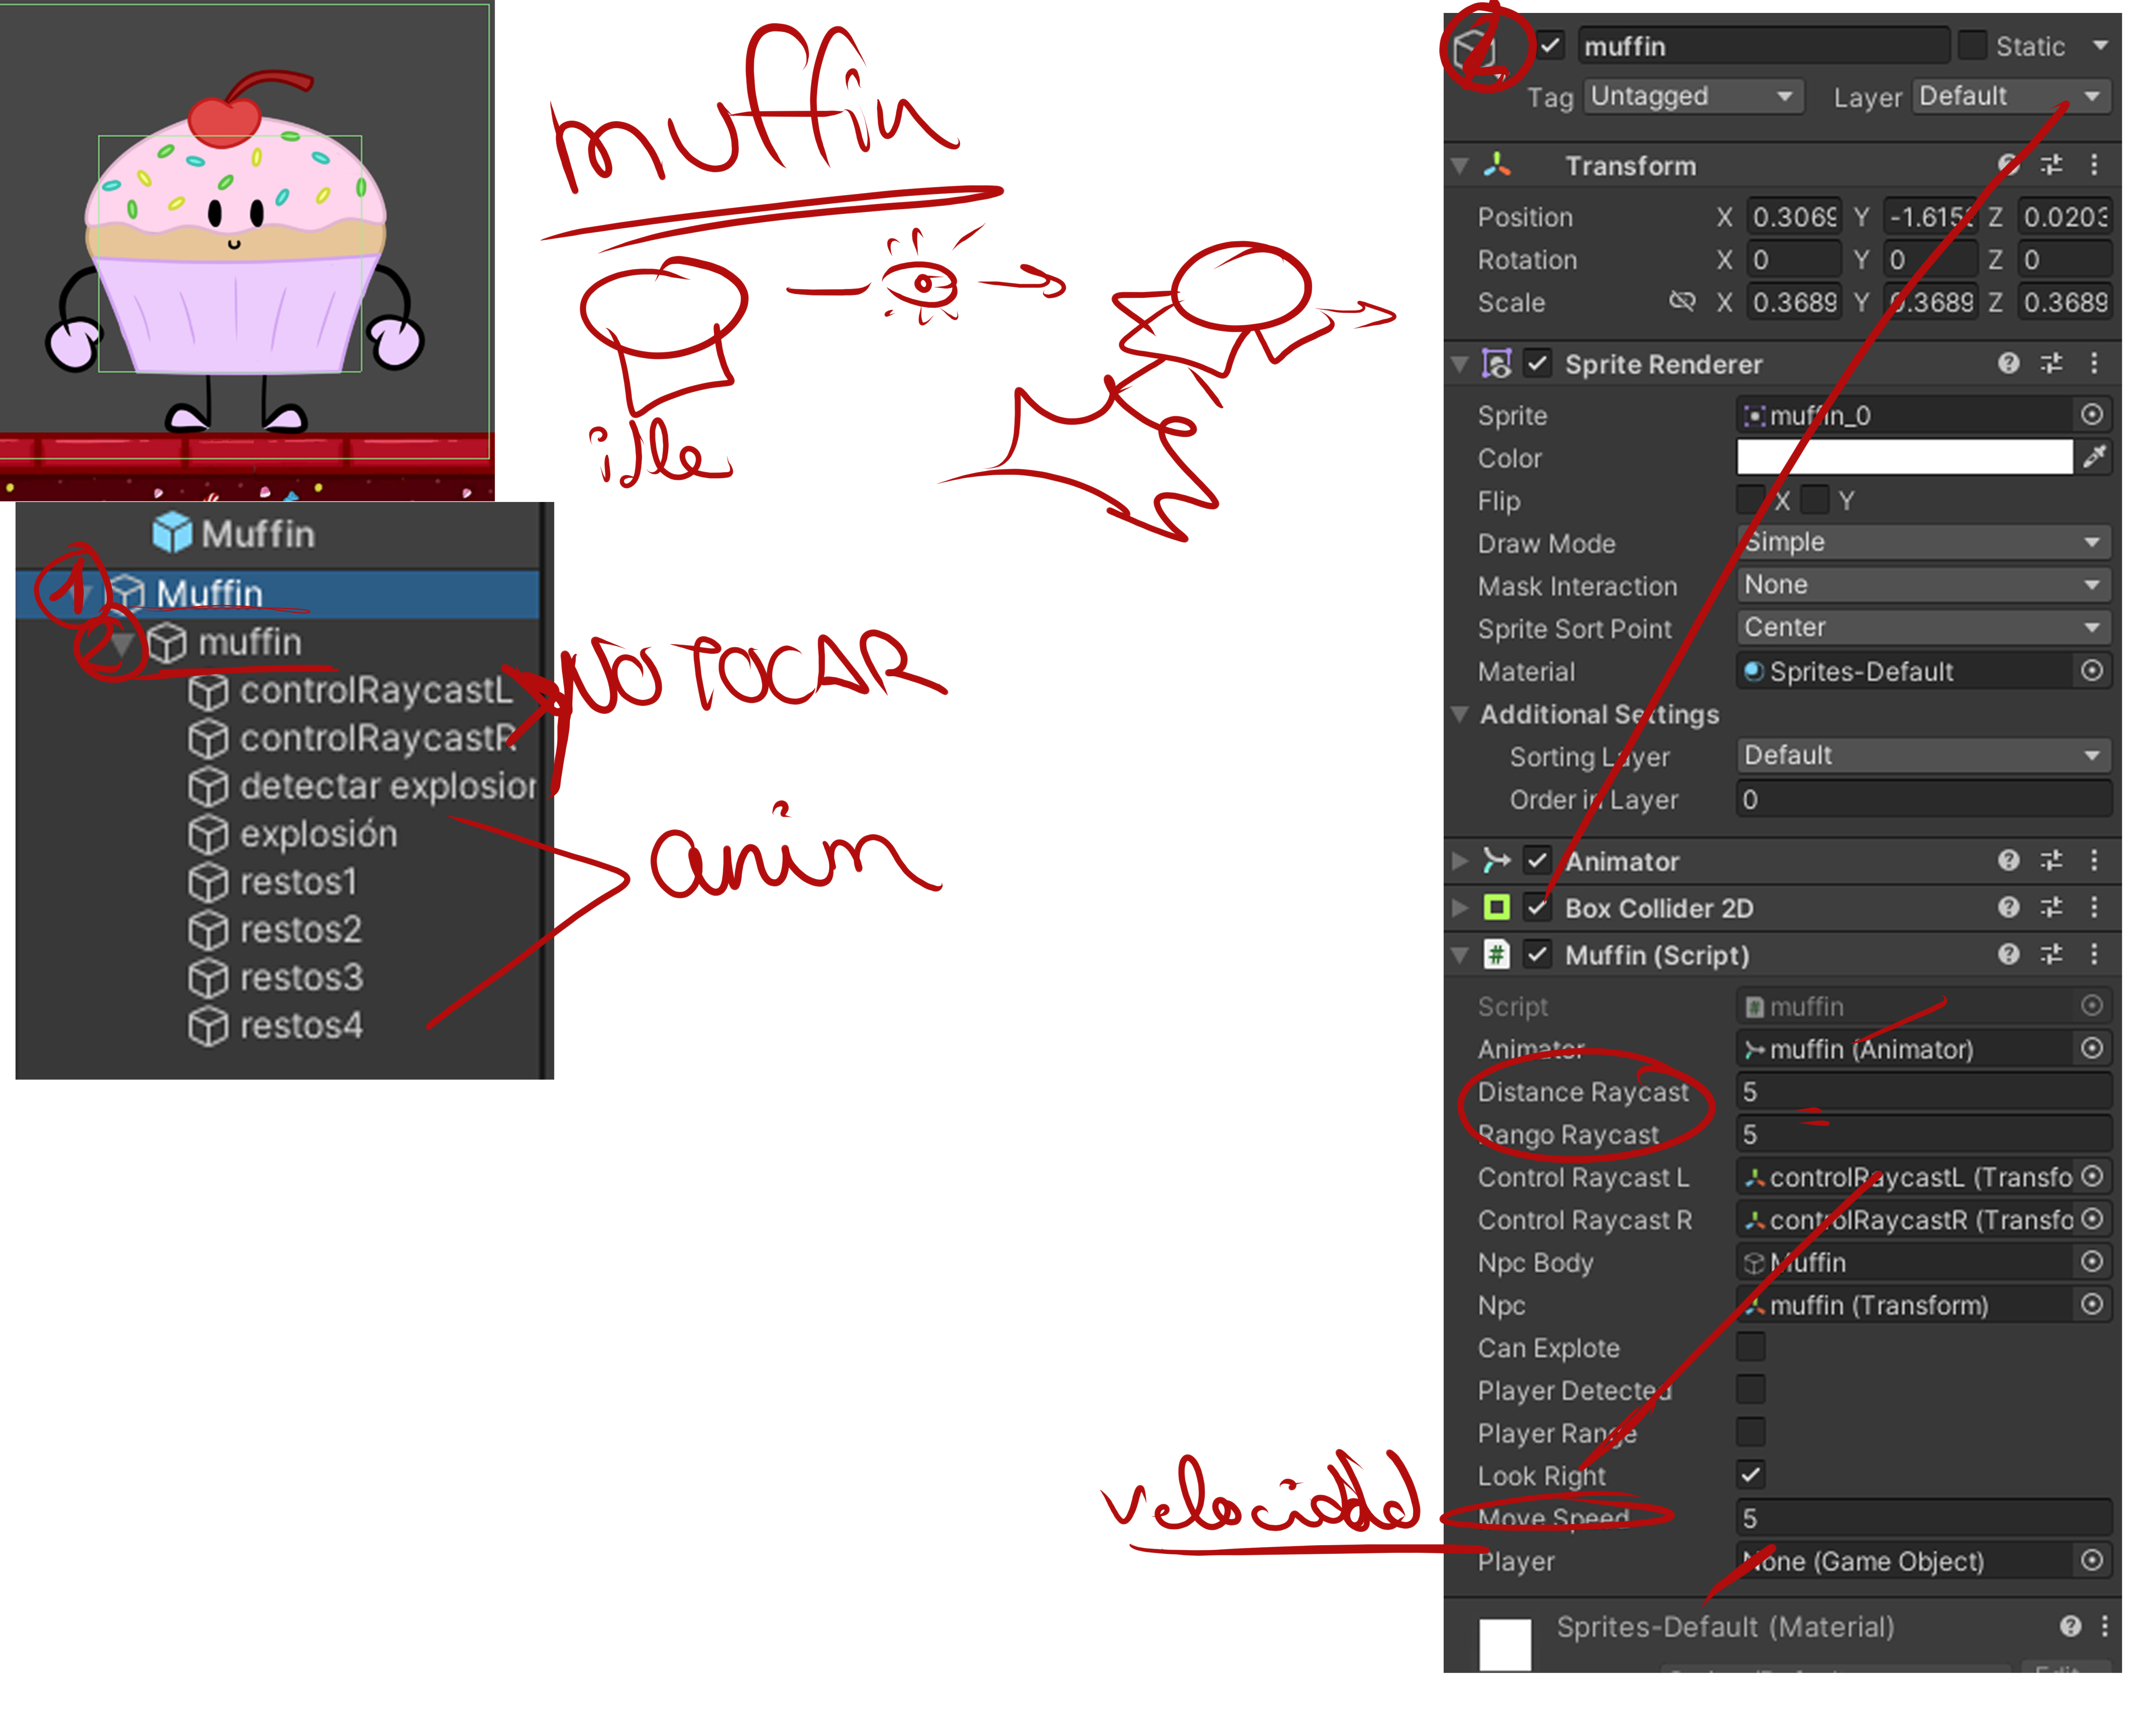 muffin
idle
Muffin
1
Muffin
2
muffin
controlRaycastL
controlRaycastR
detectar explosior
explosión
restos1
restos2
restos3
restos4
NO TOCAR
anim
velocidad
2
muffin
Static
Tag Untagged Layer Default
Transform
Position X 0.3069 Y -1.615 Z 0.0203
Rotation X 0 Y 0 Z 0
Scale X 0.3689 Y 0.3689 Z 0.3689
Sprite Renderer
Sprite muffin_0
Color
Flip X Y
Draw Mode Simple
Mask Interaction None
Sprite Sort Point Center
Material Sprites-Default
Additional Settings
Sorting Layer Default
Order in Layer 0
Animator
Box Collider 2D
# Muffin (Script)
Script muffin
Animator muffin (Animator)
Distance Raycast 5
Rango Raycast 5
Control Raycast L controlRaycastL (Transfo
Control Raycast R controlRaycastR (Transfo
Npc Body Muffin
Npc muffin (Transform)
Can Explote
Player Detected
Player Range
Look Right
Move Speed 5
Player None (Game Object)
Sprites-Default (Material)